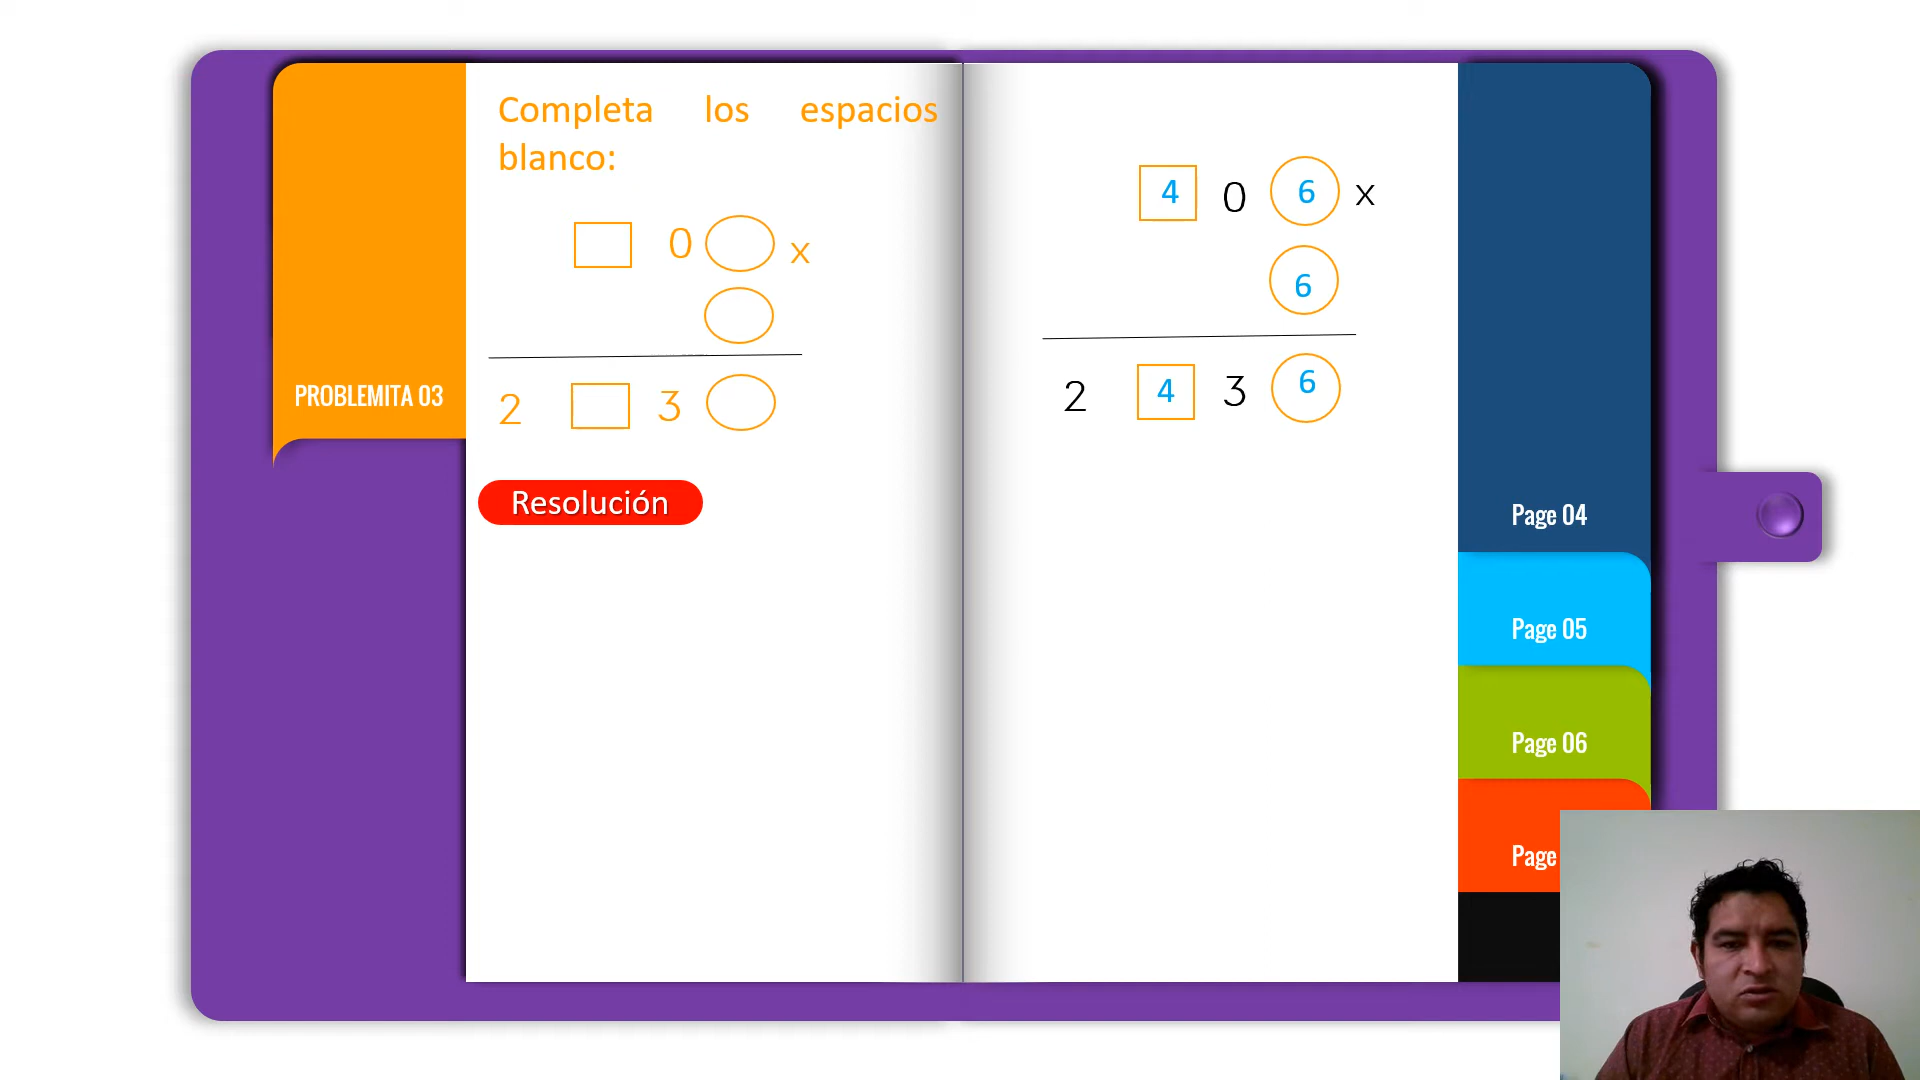 Completa los espacios
blanco:
0 x
2 3
PROBLEMITA 03
Resolución
4 0 6 x
6
2 4 3 6
Page 04
Page 05
Page 06
Page